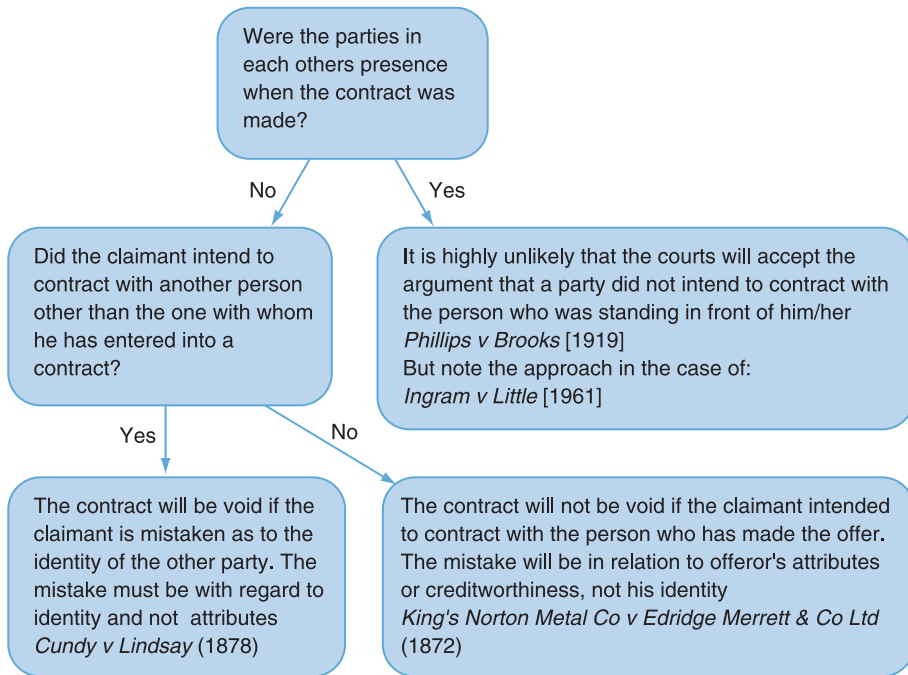 Were the parties in
each others presence
when the contract was
made?
No
Yes
Did the claimant intend to
contract with another person
other than the one with whom
he has entered into a
contract?
It is highly unlikely that the courts will accept the
argument that a party did not intend to contract with
the person who was standing in front of him/her
Phillips v Brooks [1919]
But note the approach in the case of:
Ingram v Little [1961]
Yes
No
The contract will be void if the
claimant is mistaken as to the
identity of the other party. The
mistake must be with regard to
identity and not attributes
Cundy v Lindsay (1878)
The contract will not be void if the claimant intended
to contract with the person who has made the offer.
The mistake will be in relation to offeror's attributes
or creditworthiness, not his identity
King's Norton Metal Co v Edridge Merrett & Co Ltd
(1872)